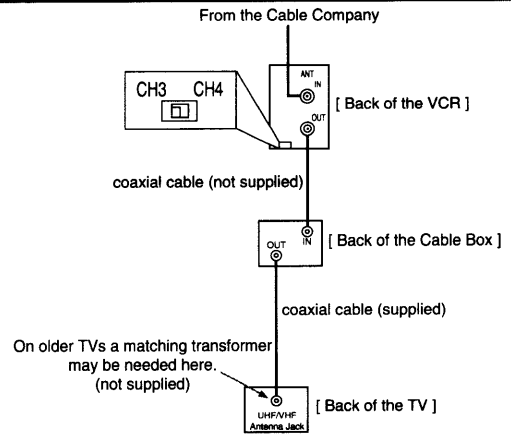 From the Cable Company
CH3 CH4
ANT
IN
OUT
[ Back of the VCR ]
coaxial cable (not supplied)
OUT
IN
[ Back of the Cable Box ]
coaxial cable (supplied)
On older TVs a matching transformer
may be needed here.
(not supplied)
UHF/VHF
Antenna Jack
[ Back of the TV ]